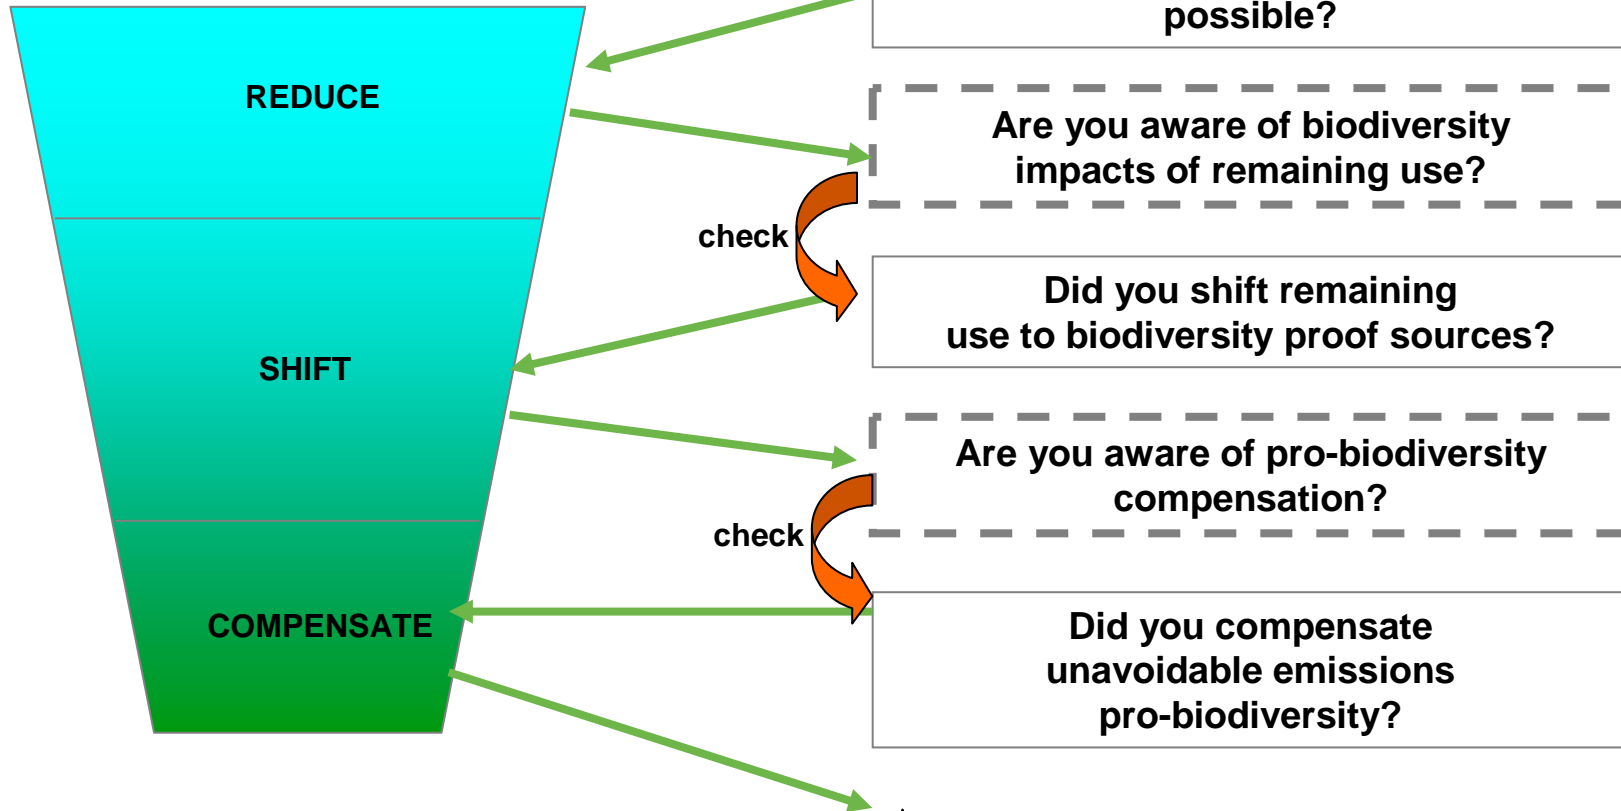 possible?
REDUCE
Are you aware of biodiversity
impacts of remaining use?
check
Did you shift remaining
use to biodiversity proof sources?
SHIFT
Are you aware of pro-biodiversity
compensation?
check
COMPENSATE
Did you compensate
unavoidable emissions
pro-biodiversity?